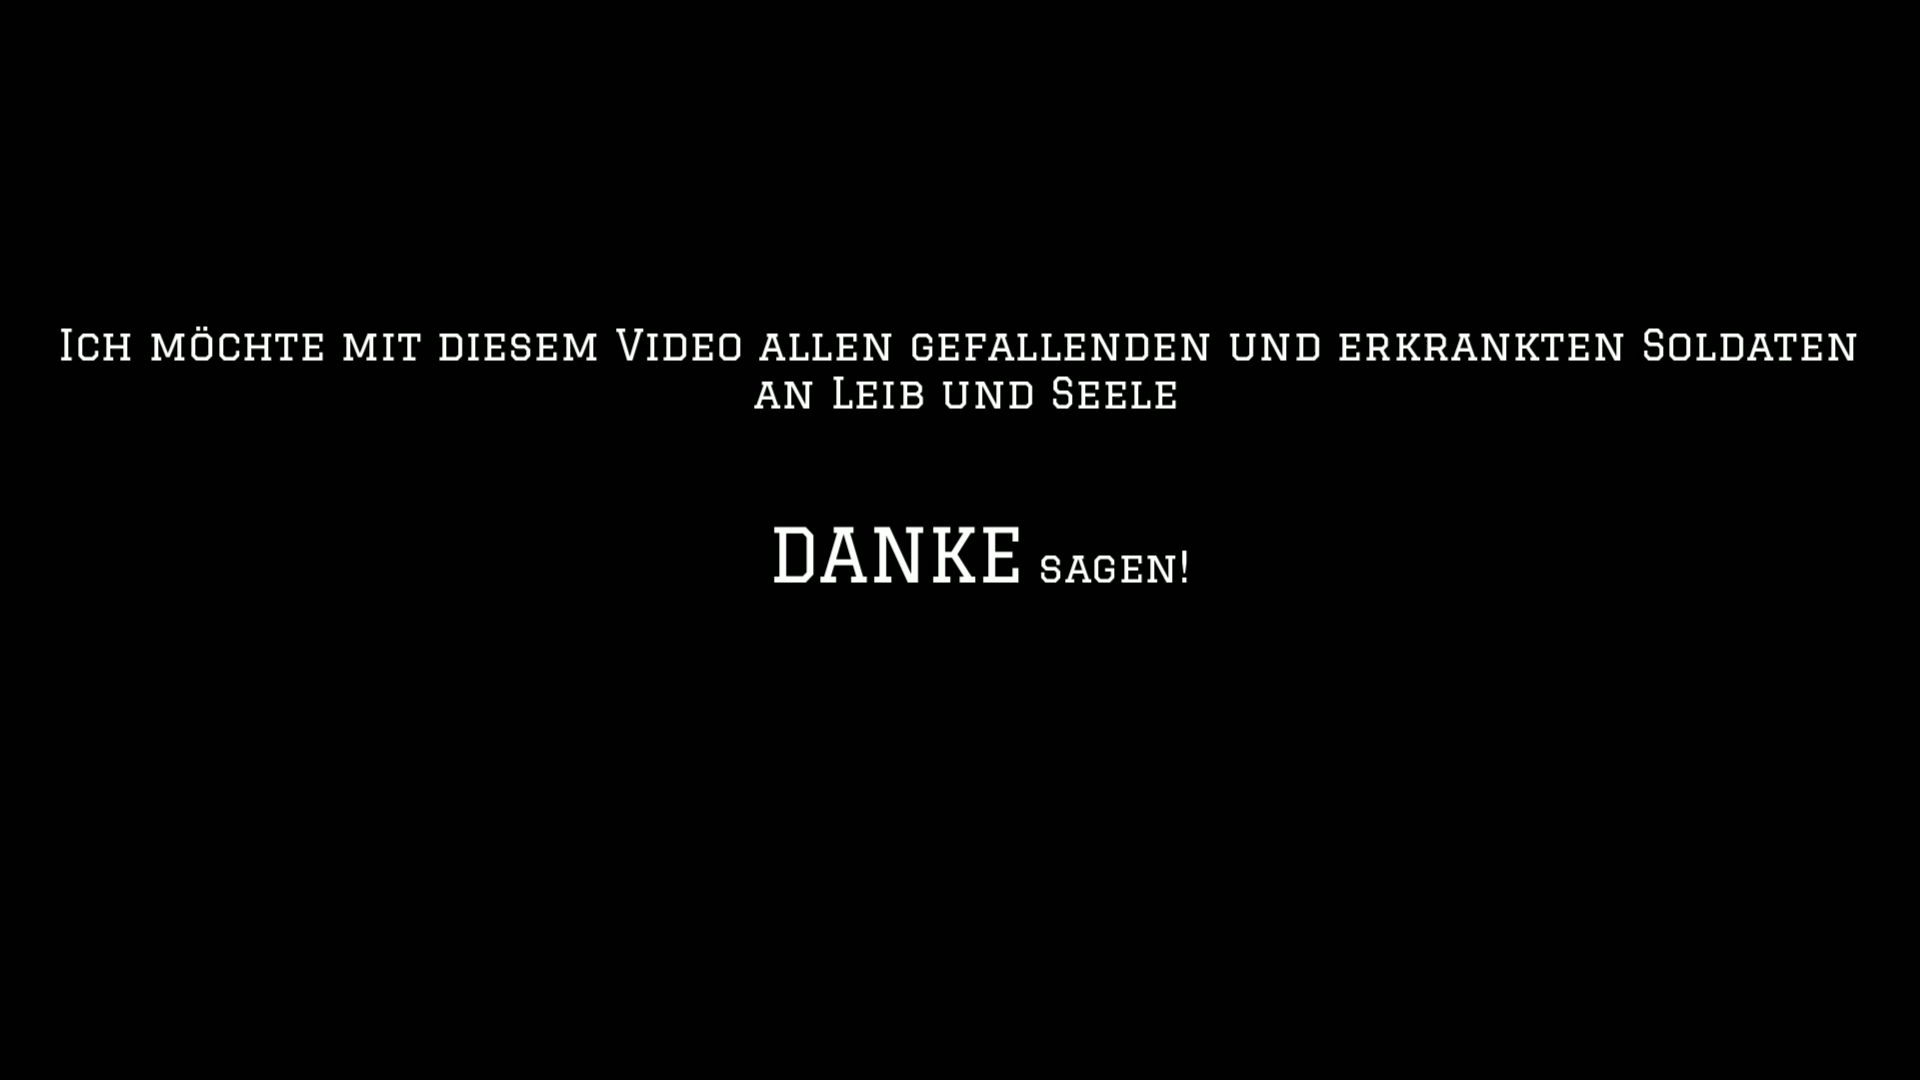 Ich möchte mit diesem Video allen gefallenden und erkrankten Soldaten
an Leib und Seele
DANKE sagen!